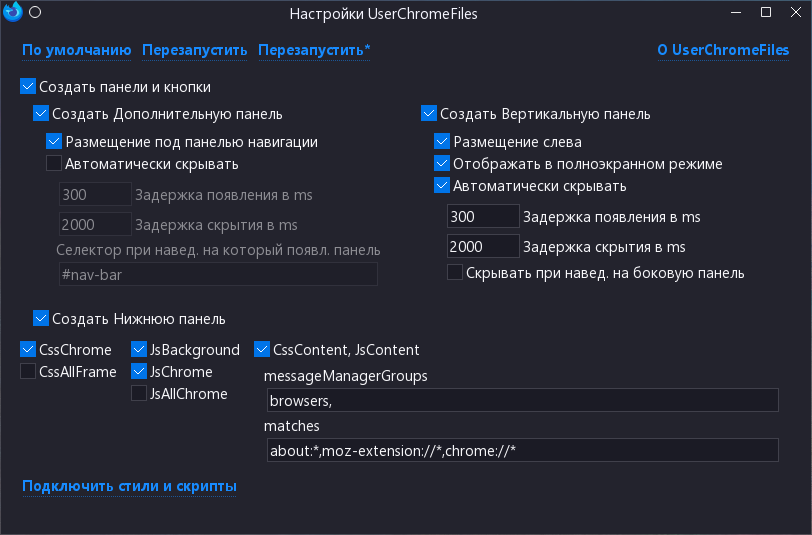 Настройки UserChromeFiles
По умолчанию Перезапустить Перезапустить* О UserChromeFiles
Создать панели и кнопки
Создать Дополнительную панель
Размещение под панелью навигации
Автоматически скрывать
300 Задержка появления в ms
2000 Задержка скрытия в ms
Селектор при навед. на который появл. панель
#nav-bar
Создать Вертикальную панель
Размещение слева
Отображать в полноэкранном режиме
Автоматически скрывать
300 Задержка появления в ms
2000 Задержка скрытия в ms
Скрывать при навед. на боковую панель
Создать Нижнюю панель
CssChrome JsBackground CssContent, JsContent
CssAllFrame JsChrome
JsAllChrome
messageManagerGroups
browsers,
matches
about:*,moz-extension://*,chrome://*
Подключить стили и скрипты